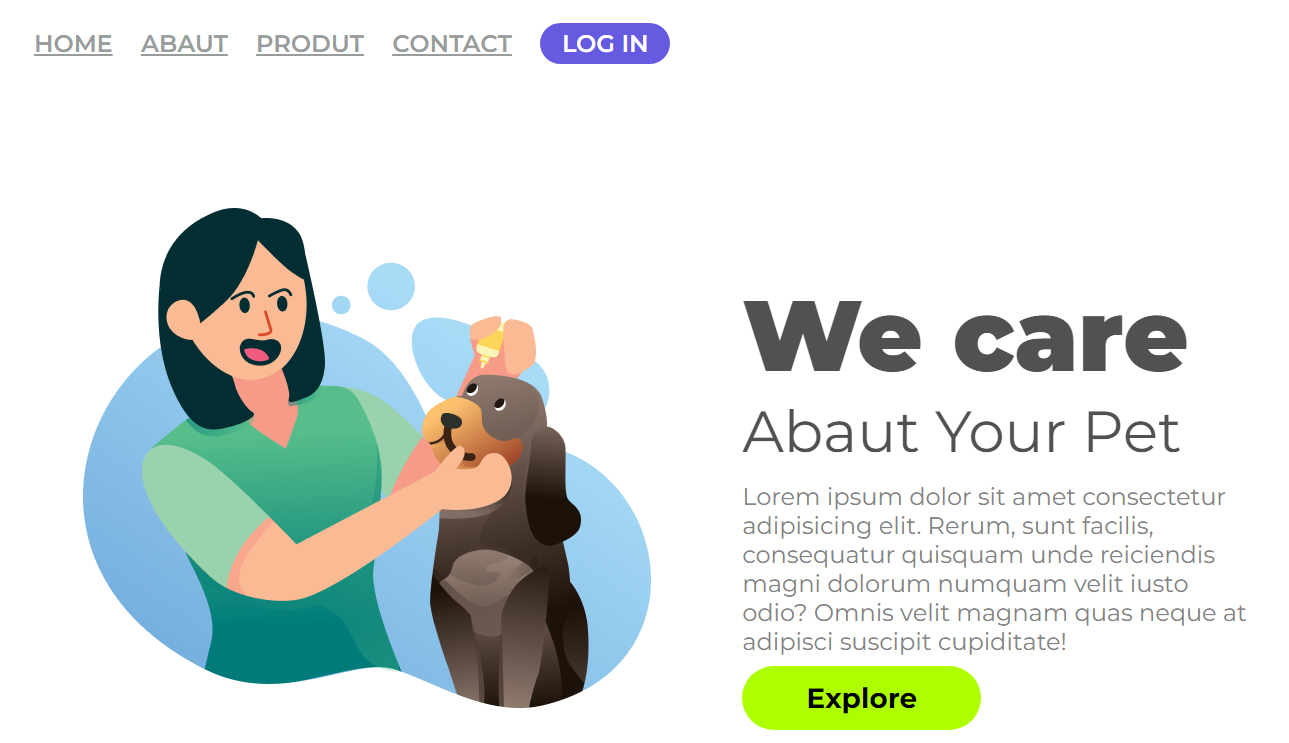 HOME ABAUT PRODUT CONTACT LOG IN
We care
Abaut Your Pet
Lorem ipsum dolor sit amet consectetur
adipisicing elit. Rerum, sunt facilis,
consequatur quisquam unde reiciendis
magni dolorum numquam velit iusto
odio? Omnis velit magnam quas neque at
adipisci suscipit cupiditate!
Explore